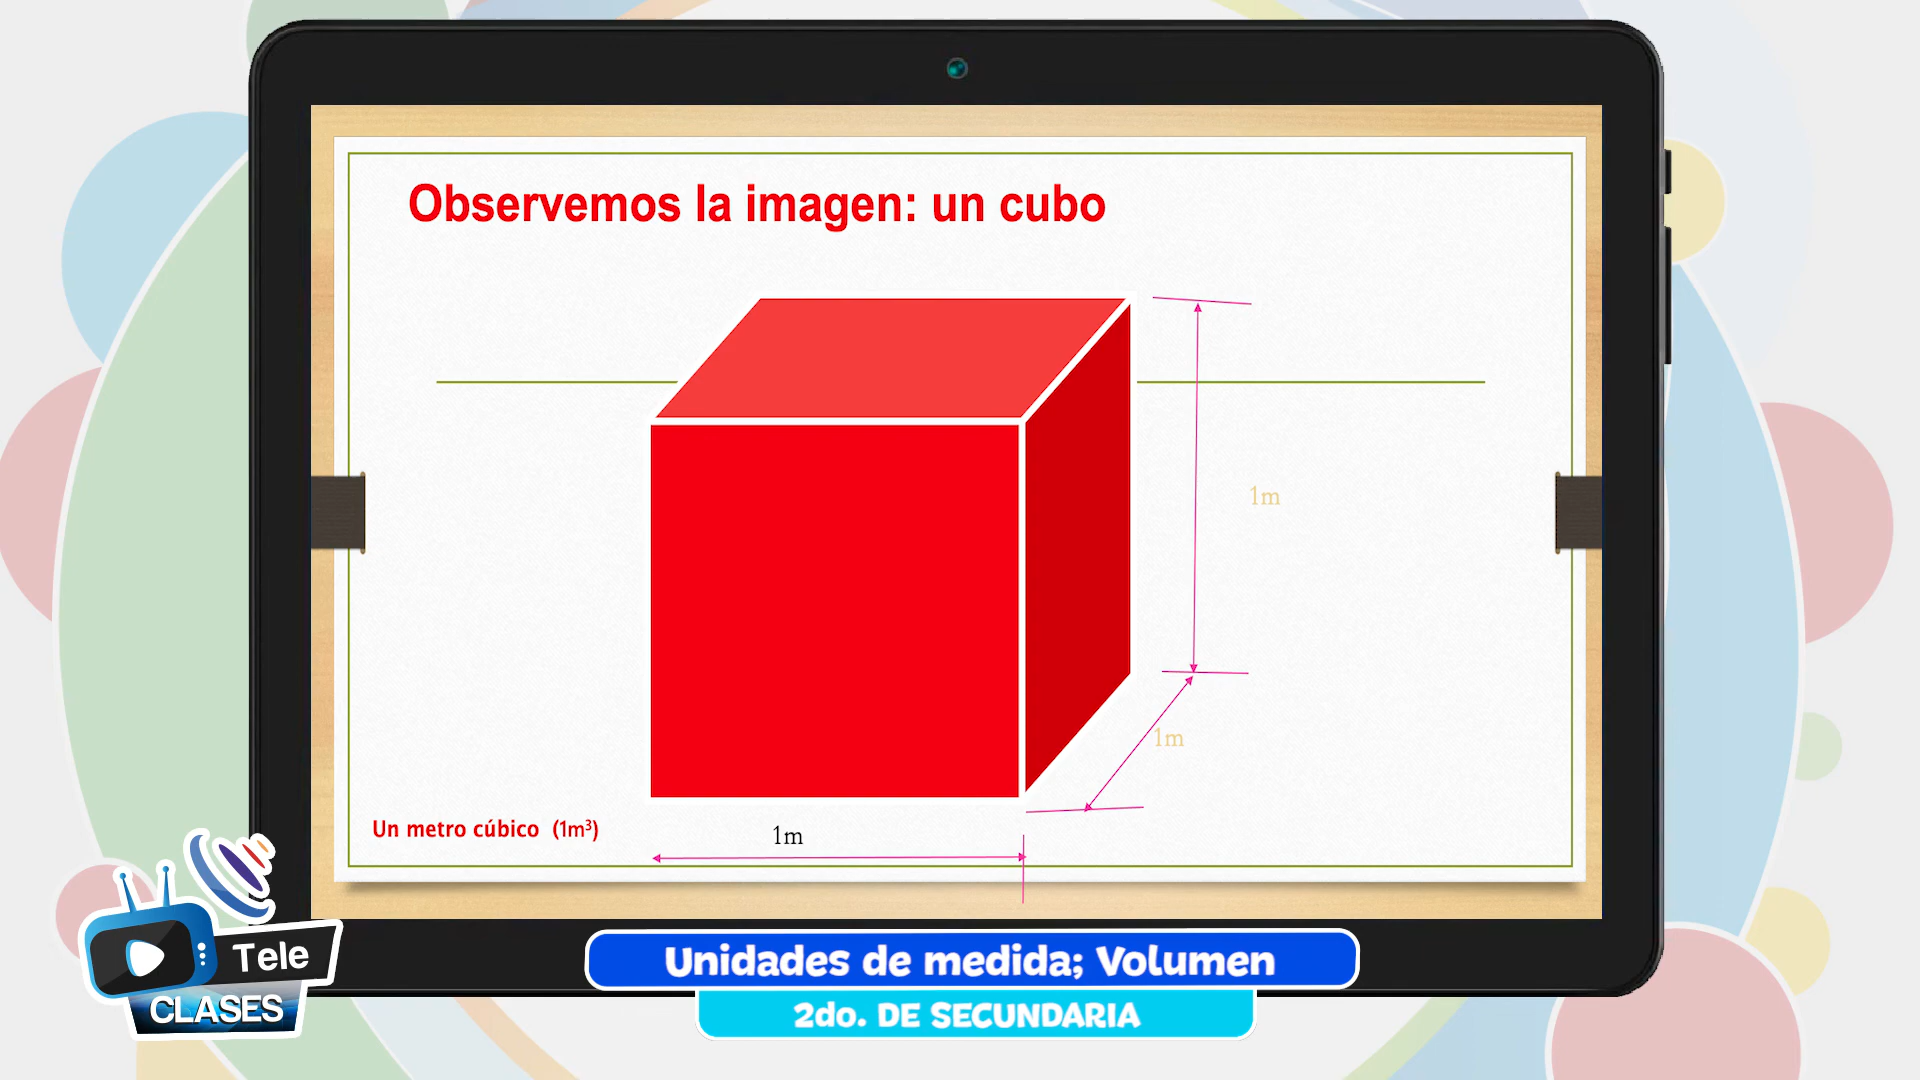 Observemos la imagen: un cubo
1m
1m
Un metro cúbico (1m³)
1m
Tele
CLASES
Unidades de medida; Volumen
2do. DE SECUNDARIA